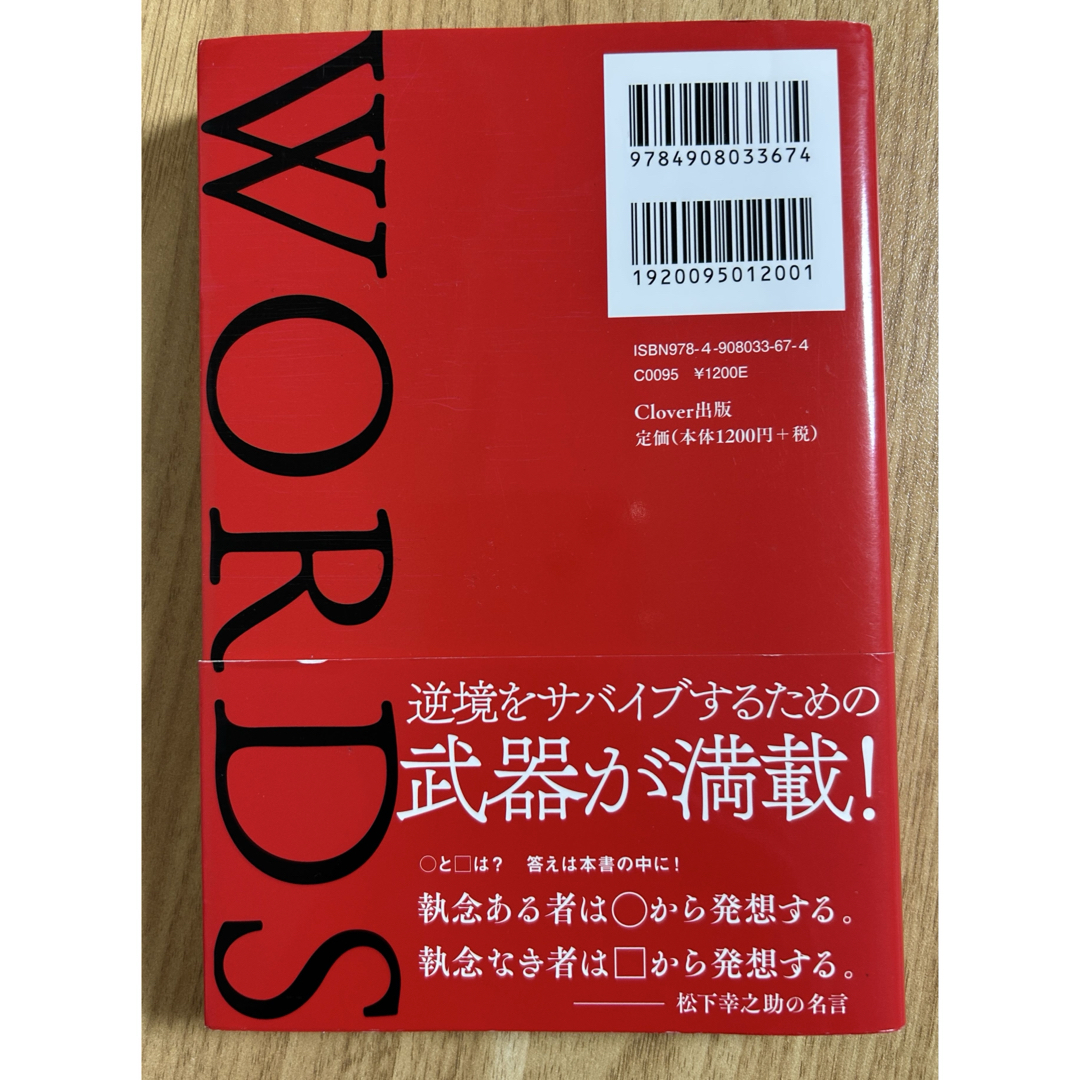 WORDS
9784908033674
1920095012001
ISBN978-4-908033-67-4
C0095 ¥1200E
Clover出版
定価(本体1200円+税)
逆境をサバイブするための
武器が満載!
○と□は? 答えは本書の中に!
執念ある者は○から発想する。
執念なき者は□から発想する。
――松下幸之助の名言